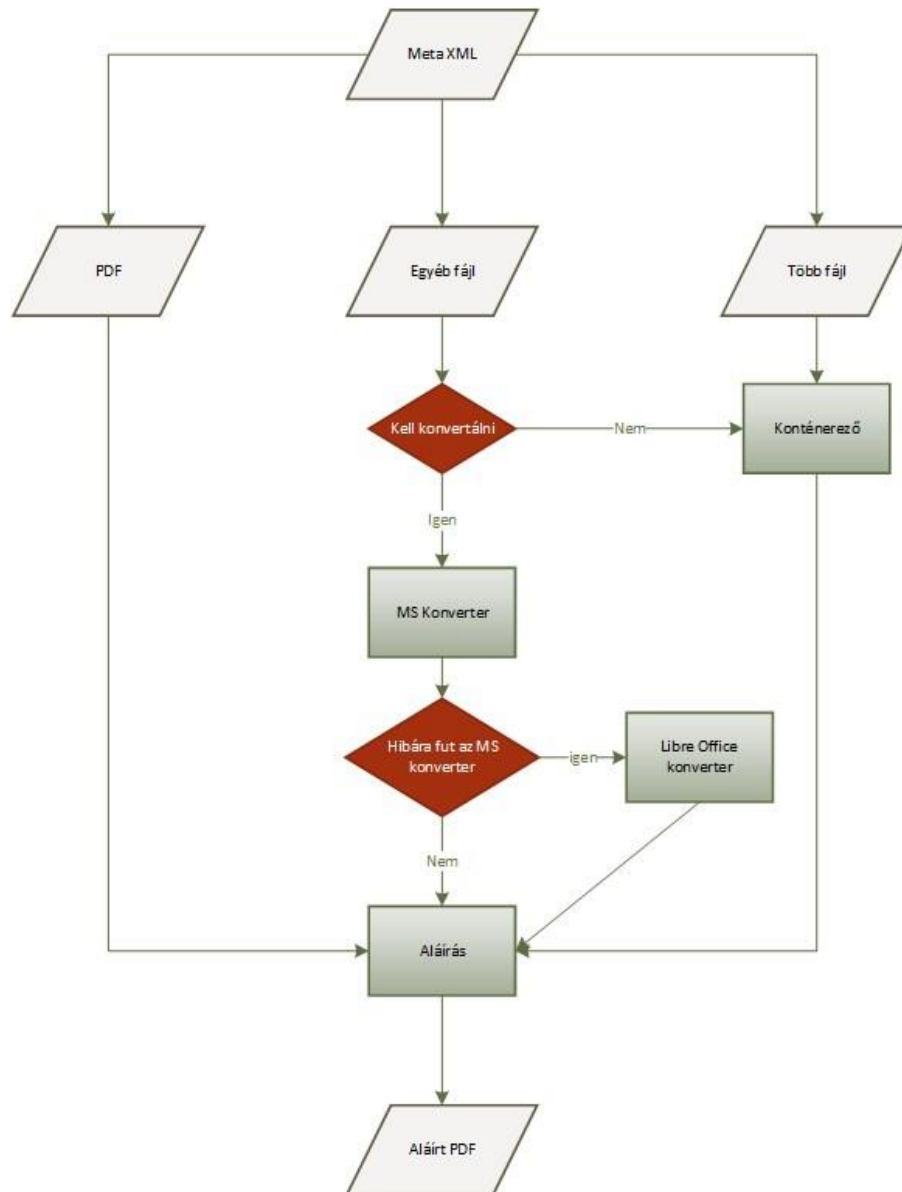 Meta XML
PDF
Egyéb fájl
Több fájl
Kell konvertálni
Nem
Konténerező
Igen
MS Konverter
Hibára fut az MS
konverter
igen
Libre Office
konverter
Nem
Aláírás
Aláírt PDF